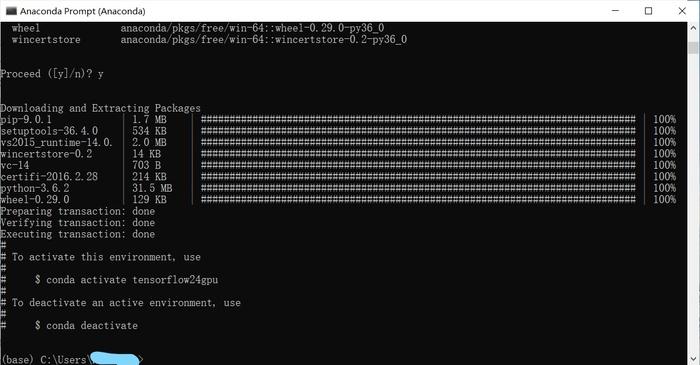 Anaconda Prompt (Anaconda)
wheel anaconda/pkgs/free/win-64::wheel-0.29.0-py36_0
wincertstore anaconda/pkgs/free/win-64::wincertstore-0.2-py36_0
Proceed ([y]/n)? y
Downloading and Extracting Packages
pip-9.0.1 | 1.7 MB | ############################################################################ | 100%
setuptools-36.4.0 | 534 KB | ############################################################################ | 100%
vs2015_runtime-14.0. | 2.0 MB | ############################################################################ | 100%
wincertstore-0.2 | 14 KB | ############################################################################ | 100%
vc-14 | 703 B | ############################################################################ | 100%
certifi-2016.2.28 | 214 KB | ############################################################################ | 100%
python-3.6.2 | 31.5 MB | ############################################################################ | 100%
wheel-0.29.0 | 129 KB | ############################################################################ | 100%
Preparing transaction: done
Verifying transaction: done
Executing transaction: done
#
# To activate this environment, use
#
# $ conda activate tensorflow24gpu
#
# To deactivate an active environment, use
#
# $ conda deactivate
(base) C:\Users\ >